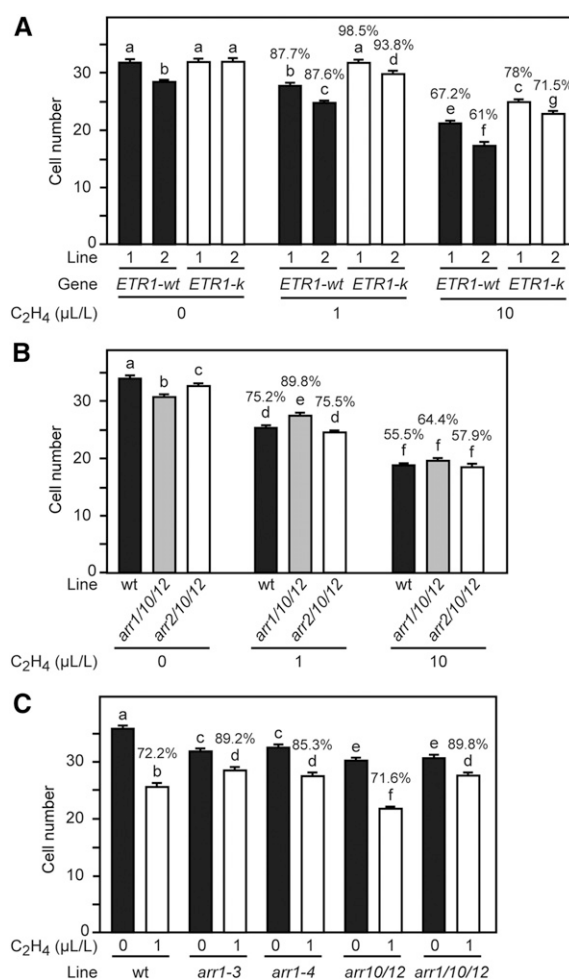 A
Cell number
30
20
10
0
a b a a
87.7% 87.6% 98.5% 93.8%
b c a d
67.2% 61% 78% 71.5%
e f c g
Line 1 2 1 2 1 2 1 2 1 2 1 2
Gene ETR1-wt ETR1-k ETR1-wt ETR1-k ETR1-wt ETR1-k
C₂H₄ (µL/L) 0 1 10
B
Cell number
30
20
10
0
a b c
75.2% 89.8% 75.5%
d e d
55.5% 64.4% 57.9%
f f f
Line wt arr1/10/12 arr2/10/12 wt arr1/10/12 arr2/10/12 wt arr1/10/12 arr2/10/12
C₂H₄ (µL/L) 0 1 10
C
Cell number
30
20
10
0
a 72.2% b
c 89.2% d
c 85.3% d
e 71.6% f
e 89.8% d
C₂H₄ (µL/L) 0 1 0 1 0 1 0 1 0 1
Line wt arr1-3 arr1-4 arr10/12 arr1/10/12